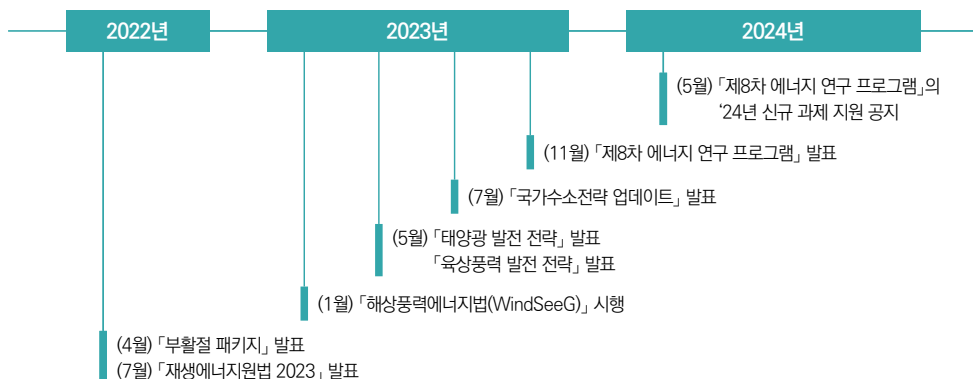 2022년
2023년
2024년
(5월) 「제8차 에너지 연구 프로그램」의
‘24년 신규 과제 지원 공지
(11월) 「제8차 에너지 연구 프로그램」 발표
(7월) 「국가수소전략 업데이트」 발표
(5월) 「태양광 발전 전략」 발표
「육상풍력 발전 전략」 발표
(1월) 「해상풍력에너지법(WindSeeG)」 시행
(4월) 「부활절 패키지」 발표
(7월) 「재생에너지원법 2023」 발표